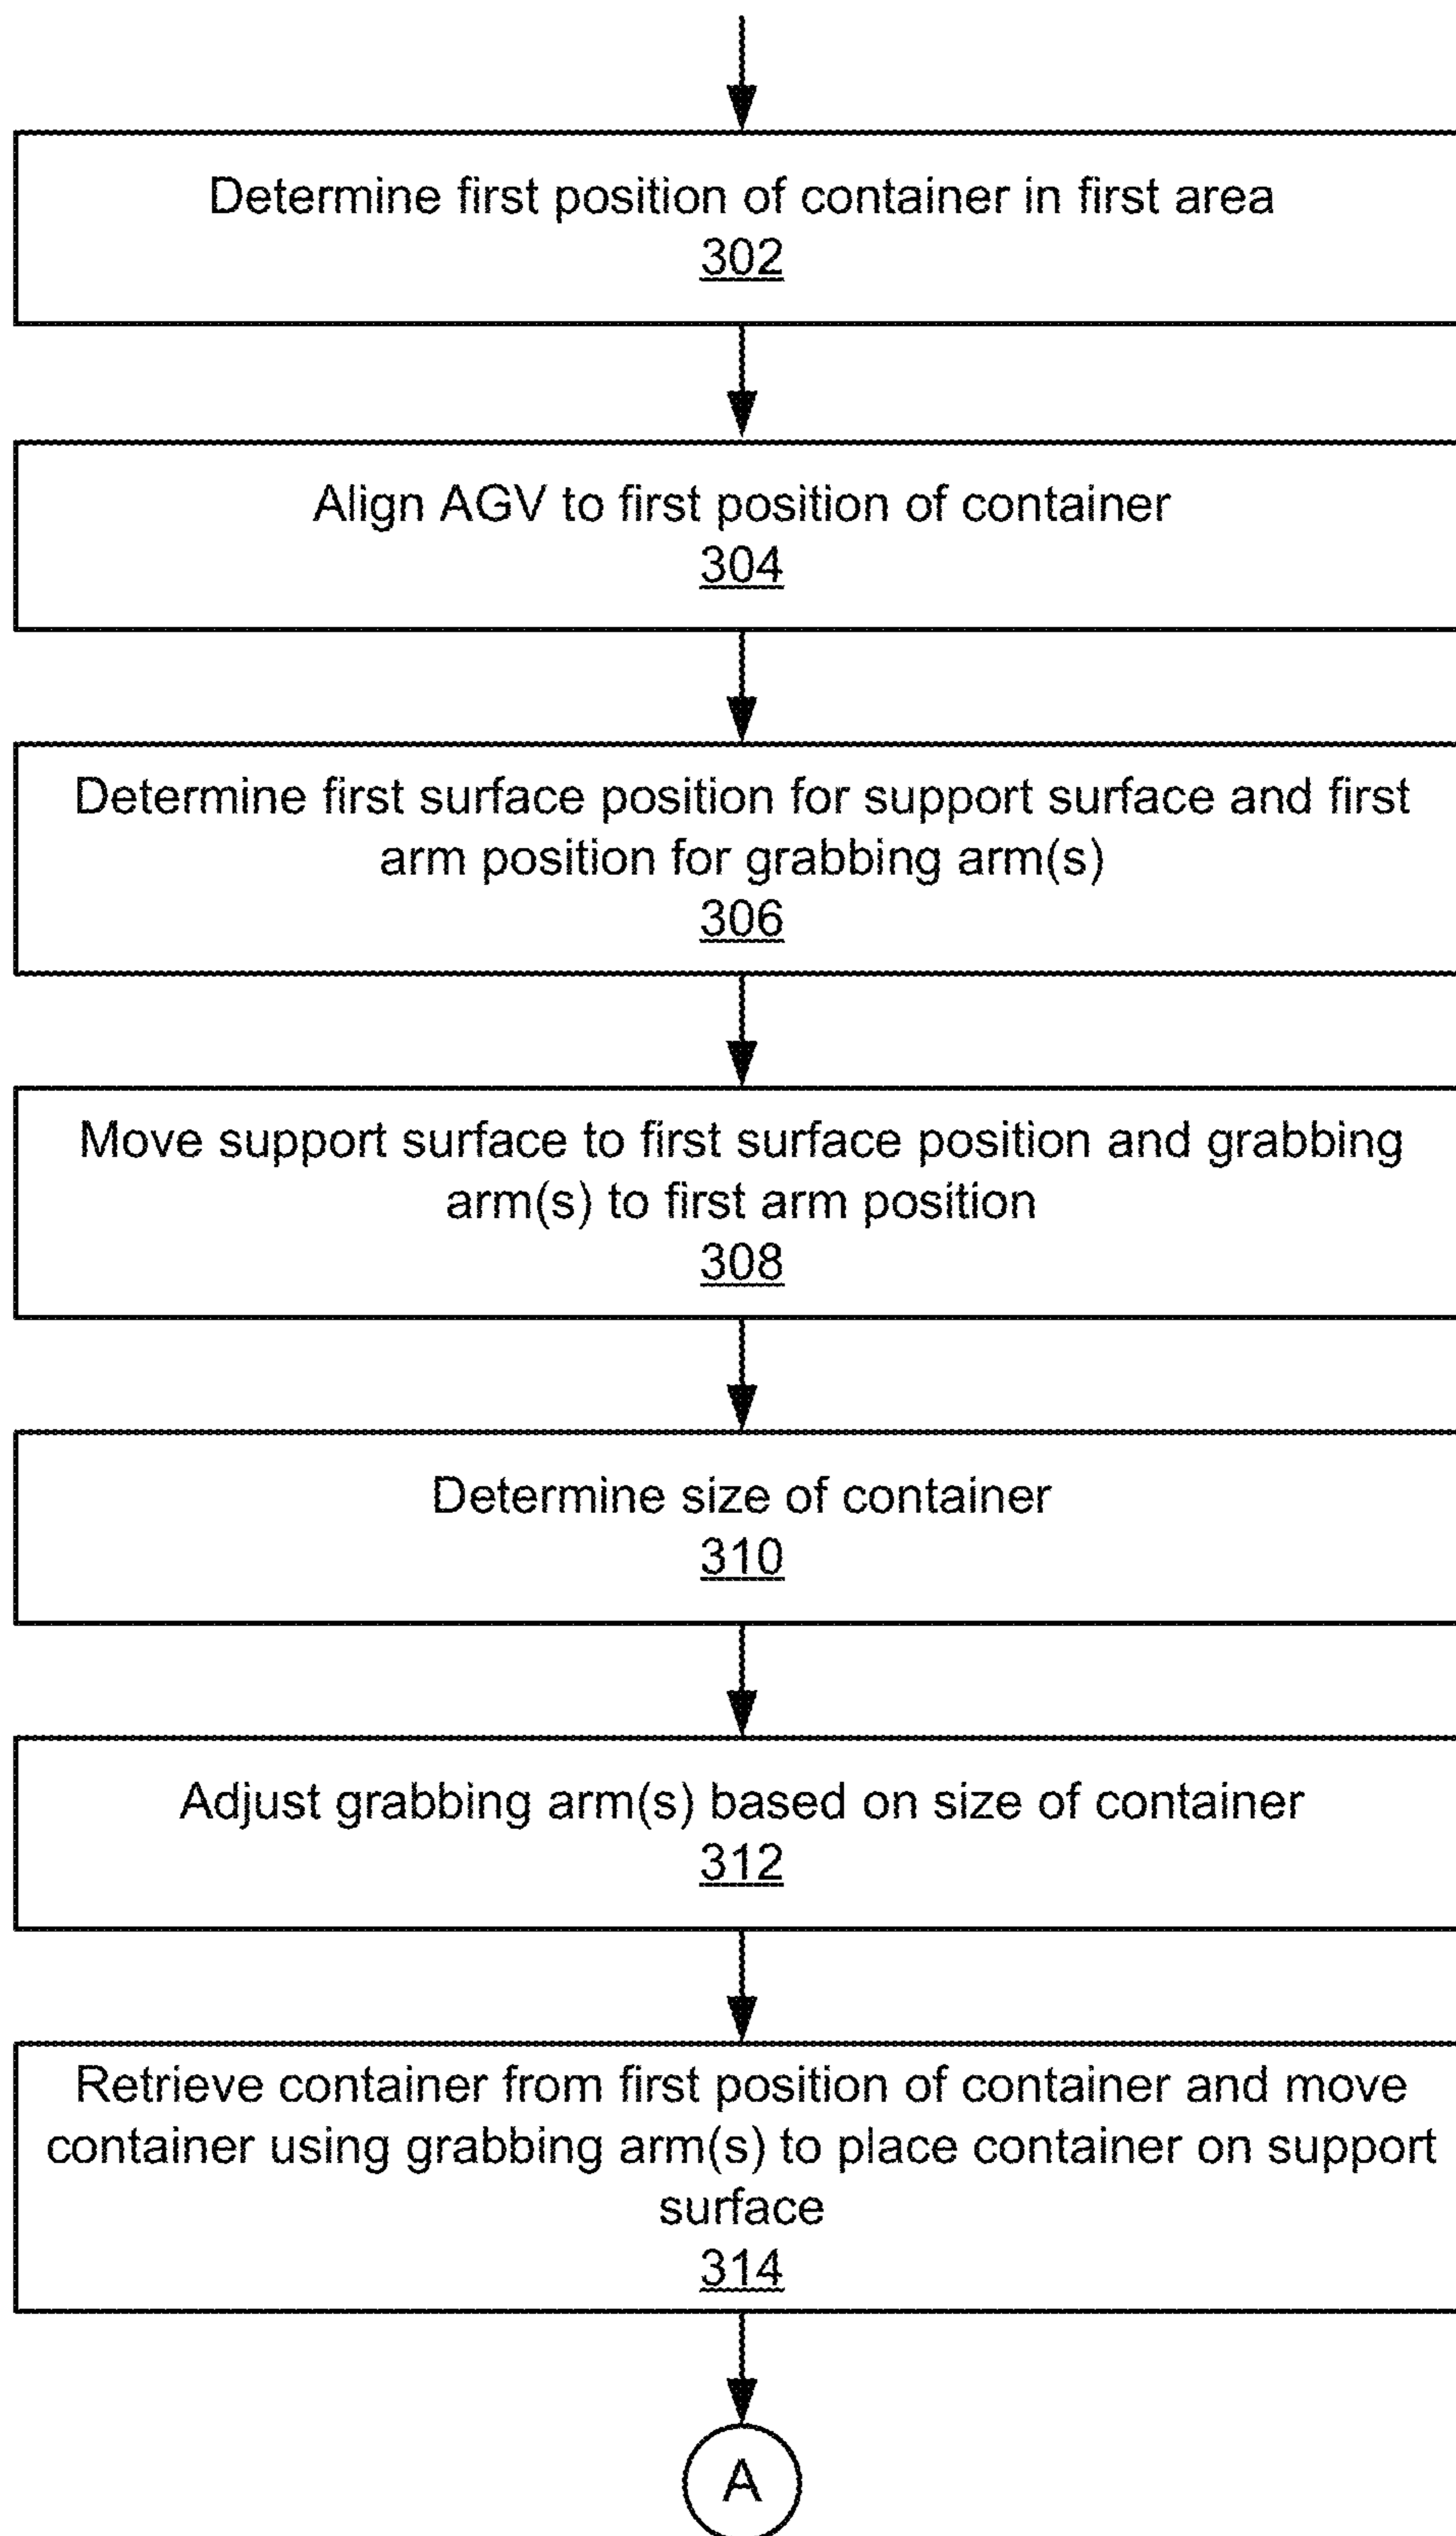 Determine first position of container in first area
302
Align AGV to first position of container
304
Determine first surface position for support surface and first
arm position for grabbing arm(s)
306
Move support surface to first surface position and grabbing
arm(s) to first arm position
308
Determine size of container
310
Adjust grabbing arm(s) based on size of container
312
Retrieve container from first position of container and move
container using grabbing arm(s) to place container on support
surface
314
A